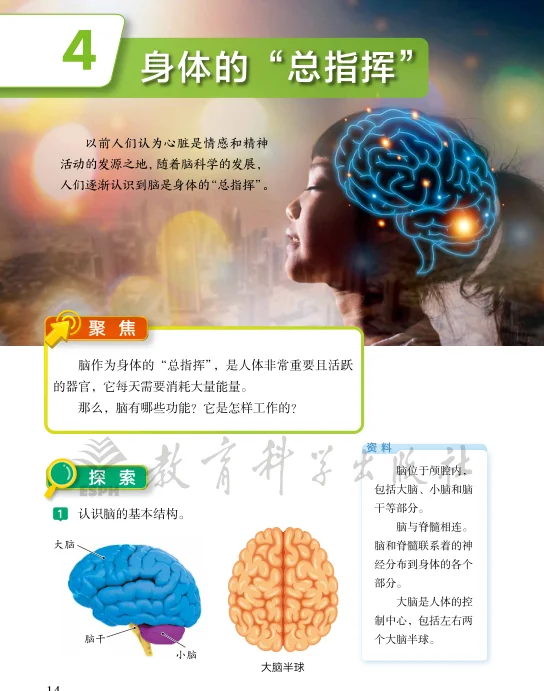 4
身体的“总指挥”
以前人们认为心脏是情感和精神
活动的发源之地，随着脑科学的发展，
人们逐渐认识到脑是身体的“总指挥”。
聚焦
脑作为身体的“总指挥”，是人体非常重要且活跃
的器官，它每天需要消耗大量能量。
那么，脑有哪些功能？它是怎样工作的？
教育科学出版社
ESPH
探索
1 认识脑的基本结构。
大脑
脑干
小脑
大脑半球
资料
脑位于颅腔内，
包括大脑、小脑和脑
干等部分。
脑与脊髓相连。
脑和脊髓联系着的神
经分布到身体的各个
部分。
大脑是人体的控
制中心，包括左右两
个大脑半球。
14